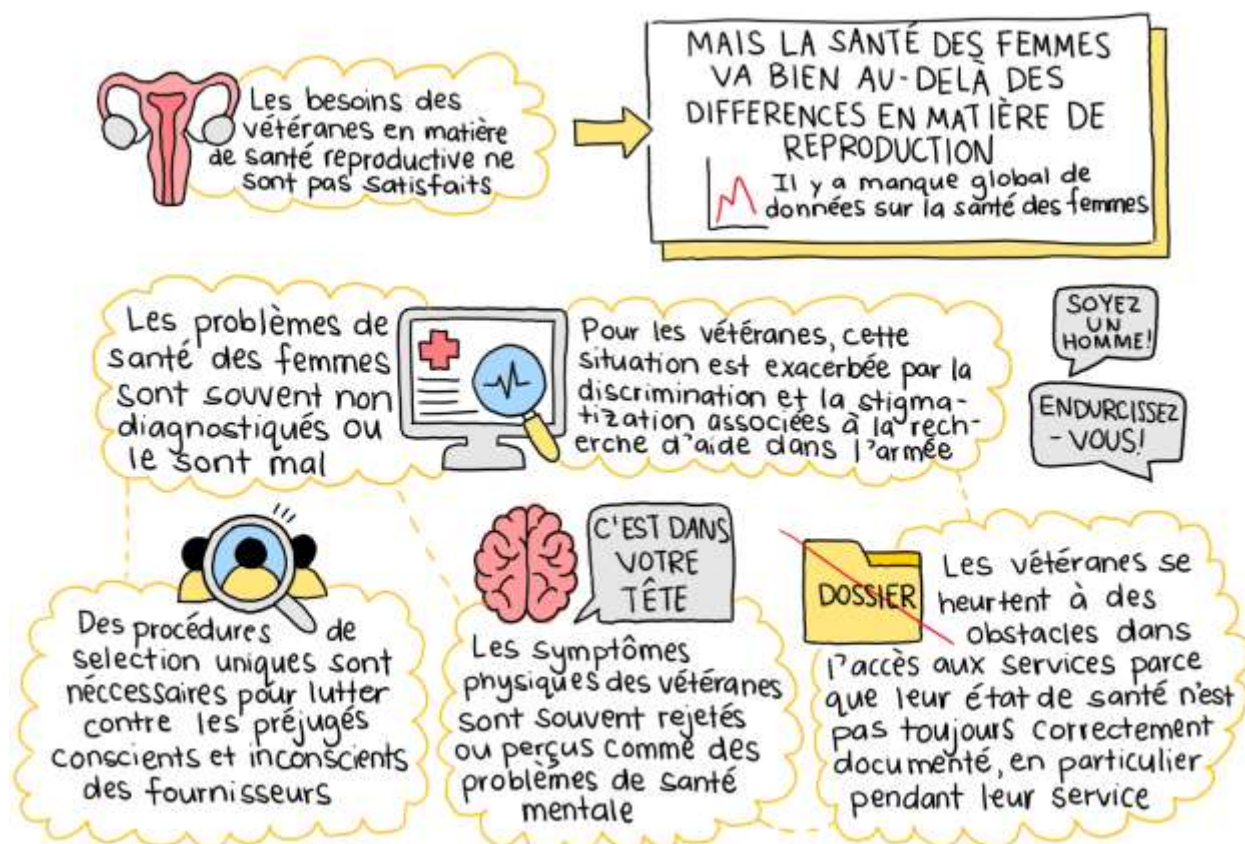 Les besoins des
vétéranes en matière
de santé reproductive ne
sont pas satisfaits
MAIS LA SANTÉ DES FEMMES
VA BIEN AU-DELÀ DES
DIFFERENCES EN MATIÈRE DE
REPRODUCTION
Il y a manque global de
données sur la santé des femmes
Les problèmes de
santé des femmes
sont souvent non
diagnostiqués ou
le sont mal
Pour les vétéranes, cette
situation est exacerbée par la
discrimination et la stigma-
tization associées à la rech-
erche d'aide dans l'armée
SOYEZ
UN
HOMME!
ENDURCISSEZ
-VOUS!
Des procédures de
selection uniques sont
néccessaires pour lutter
contre les préjugés
conscients et inconscients
des fournisseurs
C'EST DANS
VOTRE
TÊTE
Les symptômes
physiques des vétéranes
sont souvent rejetés
ou perçus comme des
problèmes de santé
mentale
DOSSIER
Les vétéranes se
heurtent à des
obstacles dans
l'accès aux services parce
que leur état de santé n'est
pas toujours correctement
documenté, en particulier
pendant leur service